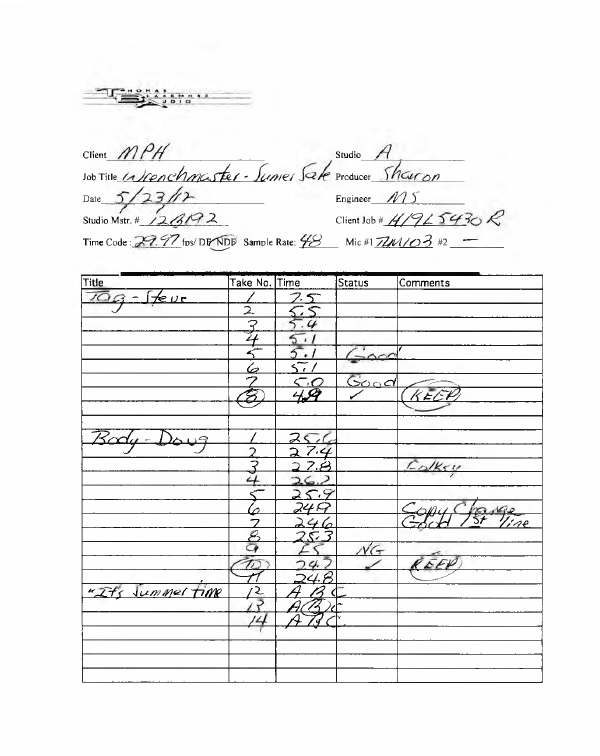 THOMAS
BLAKEMORE
AUDIO
Client MPH Studio A
Job Title Wrenchmaster - Sumer Sale Producer Sharon
Date 5/23/12 Engineer MS
Studio Mstr. # Client Job # H19L5430R
Time Code: 29.97 fps/ DF/NDF Sample Rate: 48 Mic #1 TLM103 #2 —
Title Take No. Time Status Comments
Tag - Steve 1 7.5
2 5.5
3 5.4
4 5.1
5 5.1 Good
6 5.1
7 5.0 Good
8 4.9 ✓ KEEP
Body - Doug 1 25.6
2 27.4
3 27.8 Folksy
4 26.2
5 25.9
6 24.9 Copy Change
7 24.6 Good 1st line
8 25.3
9 FS NG
10 24.7 ✓ KEEP
11 24.8
"It's Summer time 12 A B C
13 A B C
14 A B C